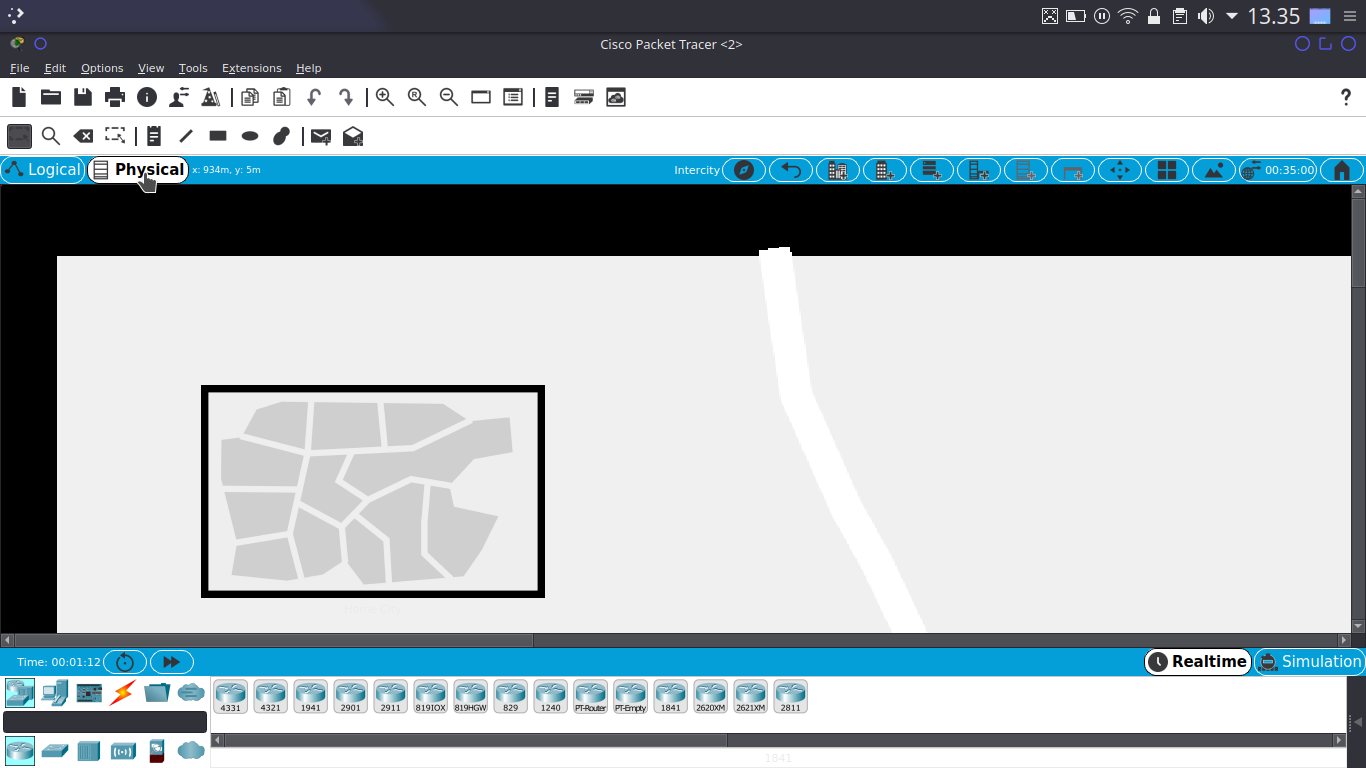 13.35
Cisco Packet Tracer <2>
File Edit Options View Tools Extensions Help
?
Logical Physical x: 934m, y: 5m Intercity 00:35:00
Home City
Time: 00:01:12 Realtime Simulation
4331 4321 1941 2901 2911 819IOX 819HGW 829 1240 PT-Router PT-Empty 1841 2620XM 2621XM 2811
1841